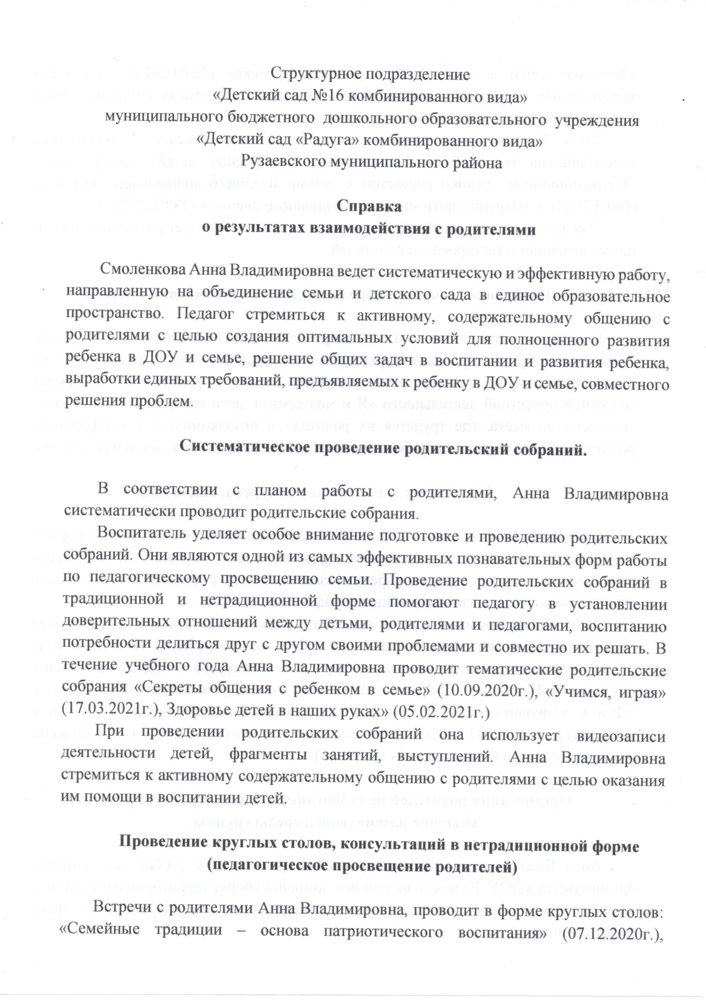 Структурное подразделение
«Детский сад №16 комбинированного вида»
муниципального бюджетного дошкольного образовательного учреждения
«Детский сад «Радуга» комбинированного вида»
Рузаевского муниципального района
Справка
о результатах взаимодействия с родителями
Смоленкова Анна Владимировна ведет систематическую и эффективную работу,
направленную на объединение семьи и детского сада в единое образовательное
пространство. Педагог стремиться к активному, содержательному общению с
родителями с целью создания оптимальных условий для полноценного развития
ребенка в ДОУ и семье, решение общих задач в воспитании и развития ребенка,
выработки единых требований, предъявляемых к ребенку в ДОУ и семье, совместного
решения проблем.
Систематическое проведение родительский собраний.
В соответствии с планом работы с родителями, Анна Владимировна
систематически проводит родительские собрания.
Воспитатель уделяет особое внимание подготовке и проведению родительских
собраний. Они являются одной из самых эффективных познавательных форм работы
по педагогическому просвещению семьи. Проведение родительских собраний в
традиционной и нетрадиционной форме помогают педагогу в установлении
доверительных отношений между детьми, родителями и педагогами, воспитанию
потребности делиться друг с другом своими проблемами и совместно их решать. В
течение учебного года Анна Владимировна проводит тематические родительские
собрания «Секреты общения с ребенком в семье» (10.09.2020г.), «Учимся, играя»
(17.03.2021г.), Здоровье детей в наших руках» (05.02.2021г.)
При проведении родительских собраний она использует видеозаписи
деятельности детей, фрагменты занятий, выступлений. Анна Владимировна
стремиться к активному содержательному общению с родителями с целью оказания
им помощи в воспитании детей.
Проведение круглых столов, консультаций в нетрадиционной форме
(педагогическое просвещение родителей)
Встречи с родителями Анна Владимировна, проводит в форме круглых столов:
«Семейные традиции – основа патриотического воспитания» (07.12.2020г.),